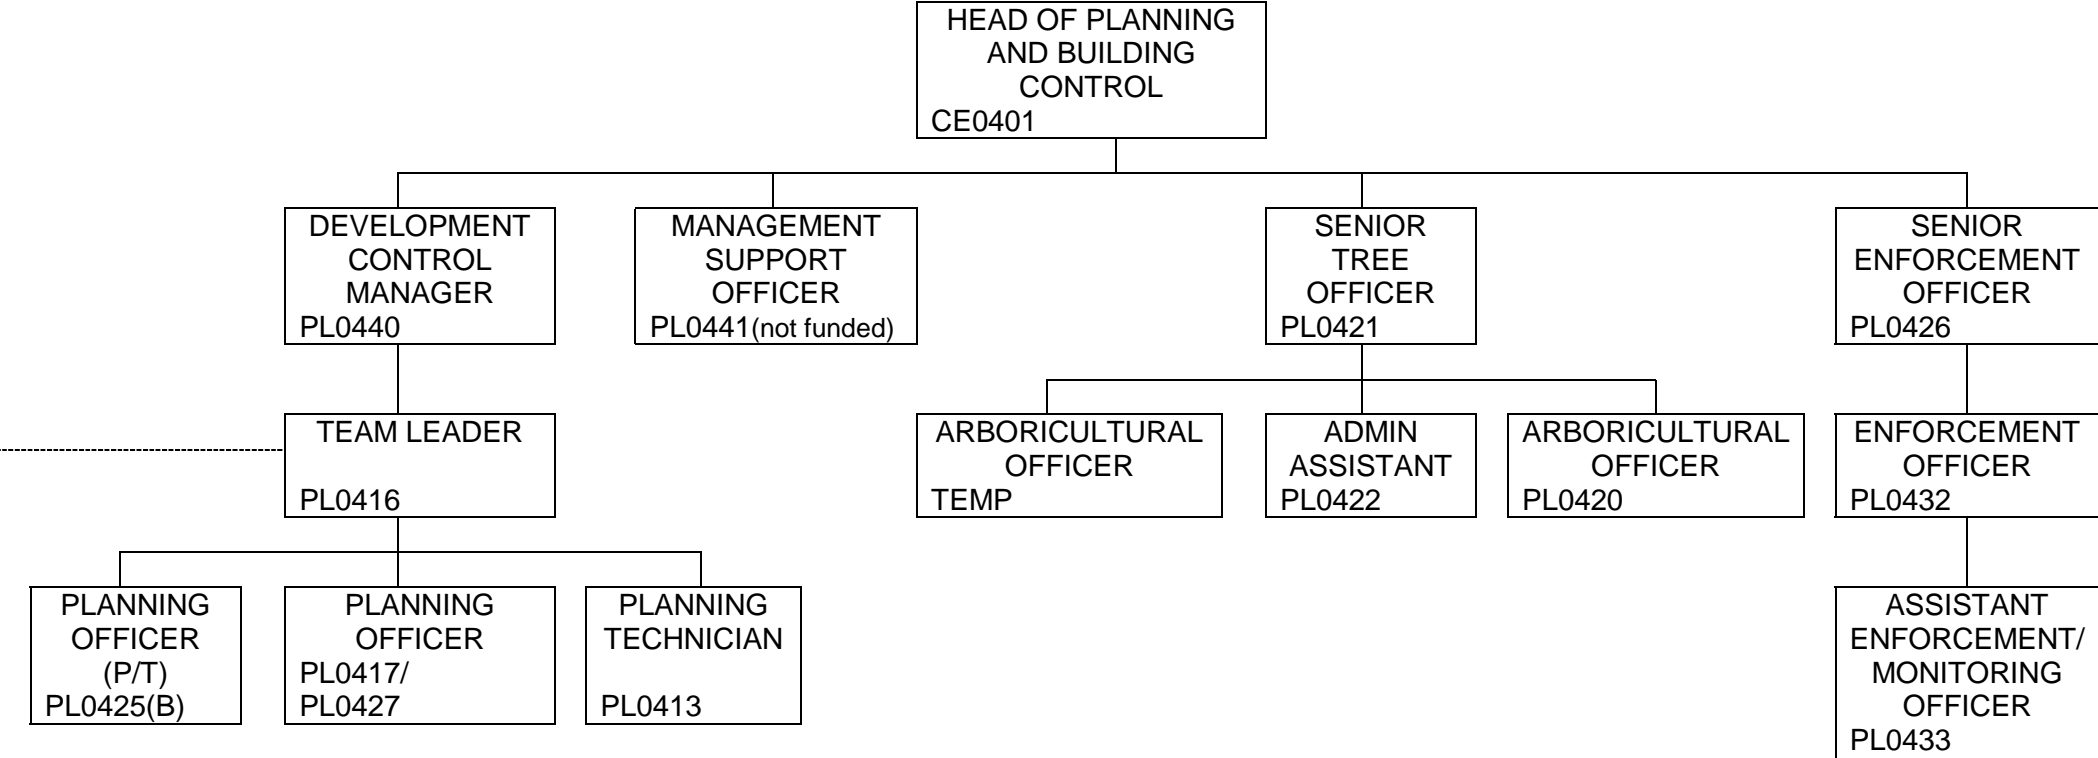 HEAD OF PLANNING
AND BUILDING
CONTROL
CE0401
DEVELOPMENT
CONTROL
MANAGER
PL0440
MANAGEMENT
SUPPORT
OFFICER
PL0441(not funded)
SENIOR
TREE
OFFICER
PL0421
SENIOR
ENFORCEMENT
OFFICER
PL0426
TEAM LEADER
PL0416
ARBORICULTURAL
OFFICER
TEMP
ADMIN
ASSISTANT
PL0422
ARBORICULTURAL
OFFICER
PL0420
ENFORCEMENT
OFFICER
PL0432
PLANNING
OFFICER
(P/T)
PL0425(B)
PLANNING
OFFICER
PL0417/
PL0427
PLANNING
TECHNICIAN
PL0413
ASSISTANT
ENFORCEMENT/
MONITORING
OFFICER
PL0433